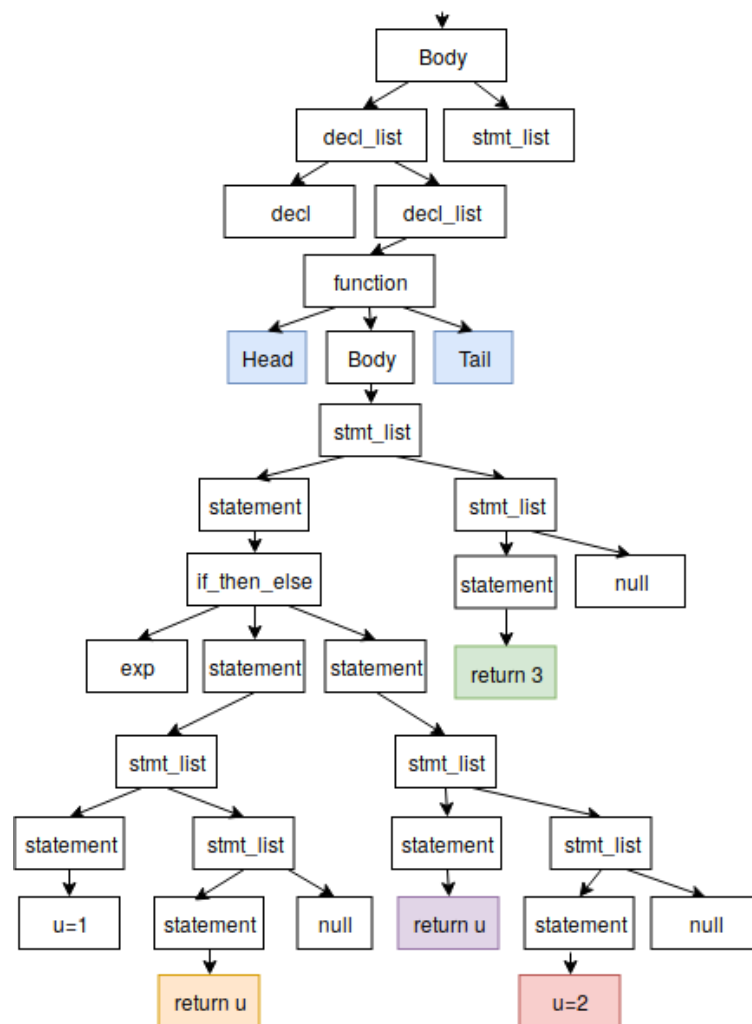 Body
decl_list
stmt_list
decl
decl_list
function
Head
Body
Tail
stmt_list
statement
stmt_list
if_then_else
statement
null
exp
statement
statement
return 3
stmt_list
stmt_list
statement
stmt_list
statement
stmt_list
u=1
statement
null
return u
statement
null
return u
u=2